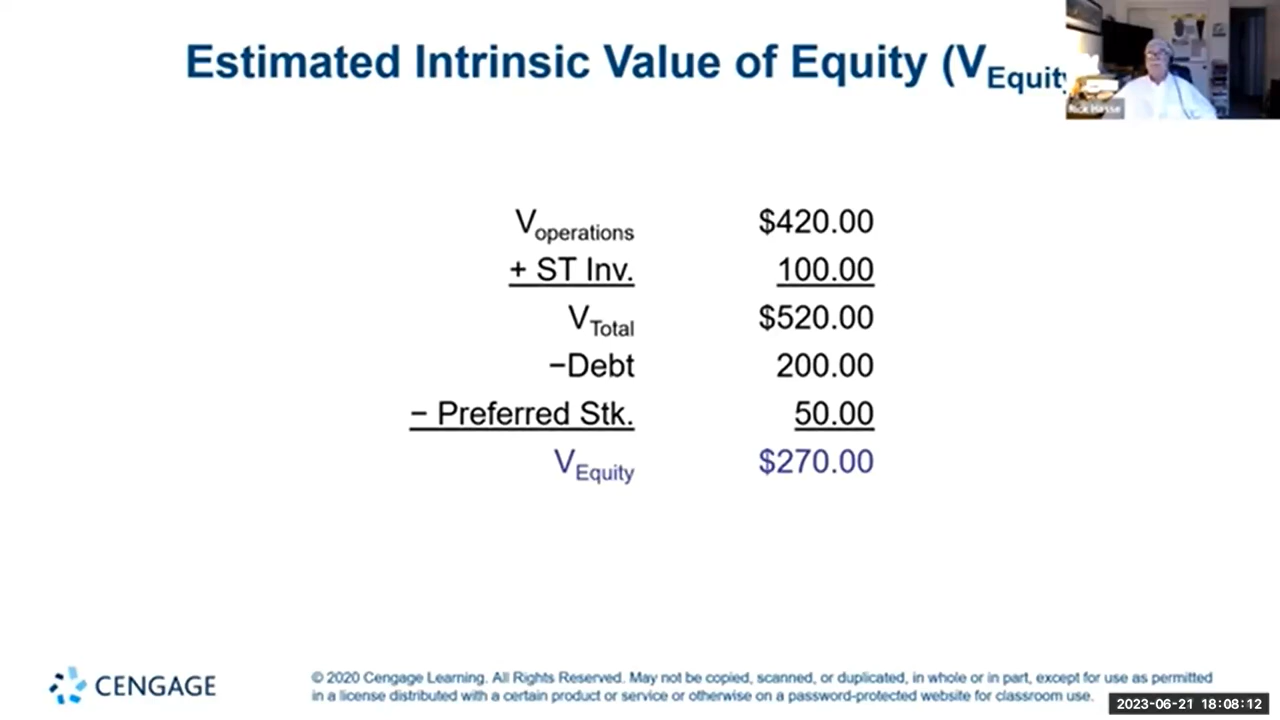 Estimated Intrinsic Value of Equity (VEquity
Rick Hesse
Voperations $420.00
+ ST Inv. 100.00
VTotal $520.00
−Debt 200.00
− Preferred Stk. 50.00
VEquity $270.00
CENGAGE
© 2020 Cengage Learning. All Rights Reserved. May not be copied, scanned, or duplicated, in whole or in part, except for use as permitted
in a license distributed with a certain product or service or otherwise on a password-protected website for classroom use.
2023-06-21 18:08:12